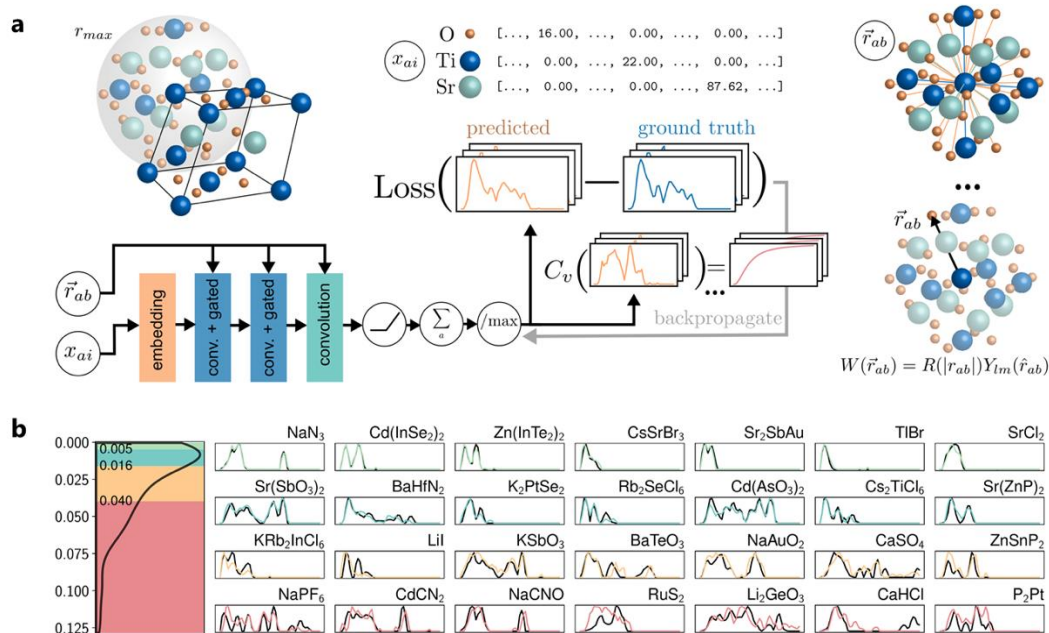 a
r_max
x_ai
O [..., 16.00, ..., 0.00, ..., 0.00, ...]
Ti [..., 0.00, ..., 22.00, ..., 0.00, ...]
Sr [..., 0.00, ..., 0.00, ..., 87.62, ...]
r⃗_ab
predicted
ground truth
Loss( — )
C_v( )=
...
...
backpropagate
r⃗_ab
r⃗_ab
x_ai
embedding
conv. + gated
conv. + gated
convolution
∑
a
/max
W(r⃗_ab) = R(|r_ab|)Y_lm(r̂_ab)
b
0.000
0.005
0.016
0.025
0.040
0.050
0.075
0.100
0.125
NaN₃ Cd(InSe₂)₂ Zn(InTe₂)₂ CsSrBr₃ Sr₂SbAu TlBr SrCl₂
Sr(SbO₃)₂ BaHfN₂ K₂PtSe₂ Rb₂SeCl₆ Cd(AsO₃)₂ Cs₂TiCl₆ Sr(ZnP)₂
KRb₂InCl₆ LiI KSbO₃ BaTeO₃ NaAuO₂ CaSO₄ ZnSnP₂
NaPF₆ CdCN₂ NaCNO RuS₂ Li₂GeO₃ CaHCl P₂Pt